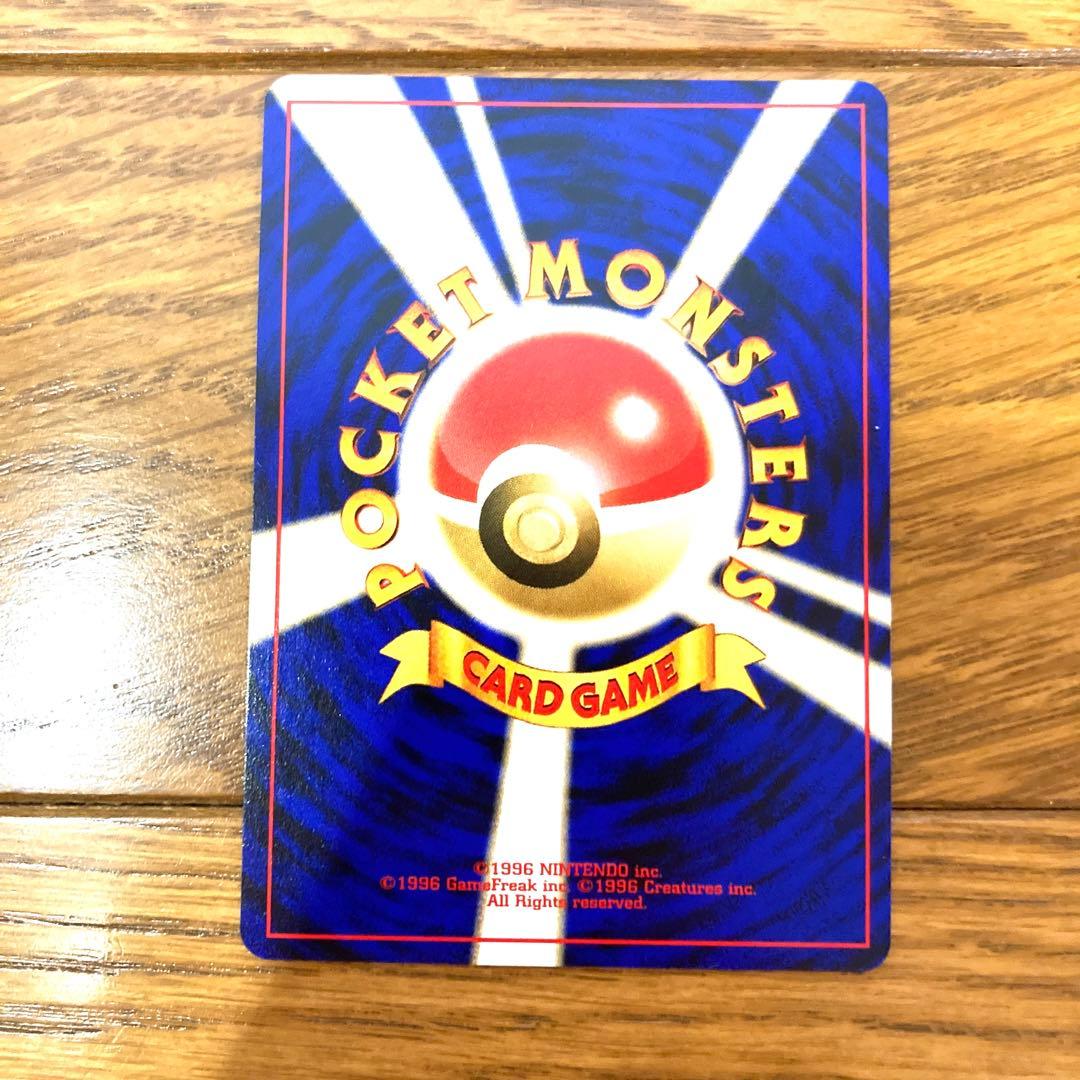 POCKET MONSTERS
CARD GAME
©1996 NINTENDO inc.
©1996 GameFreak inc. ©1996 Creatures inc.
All Rights reserved.